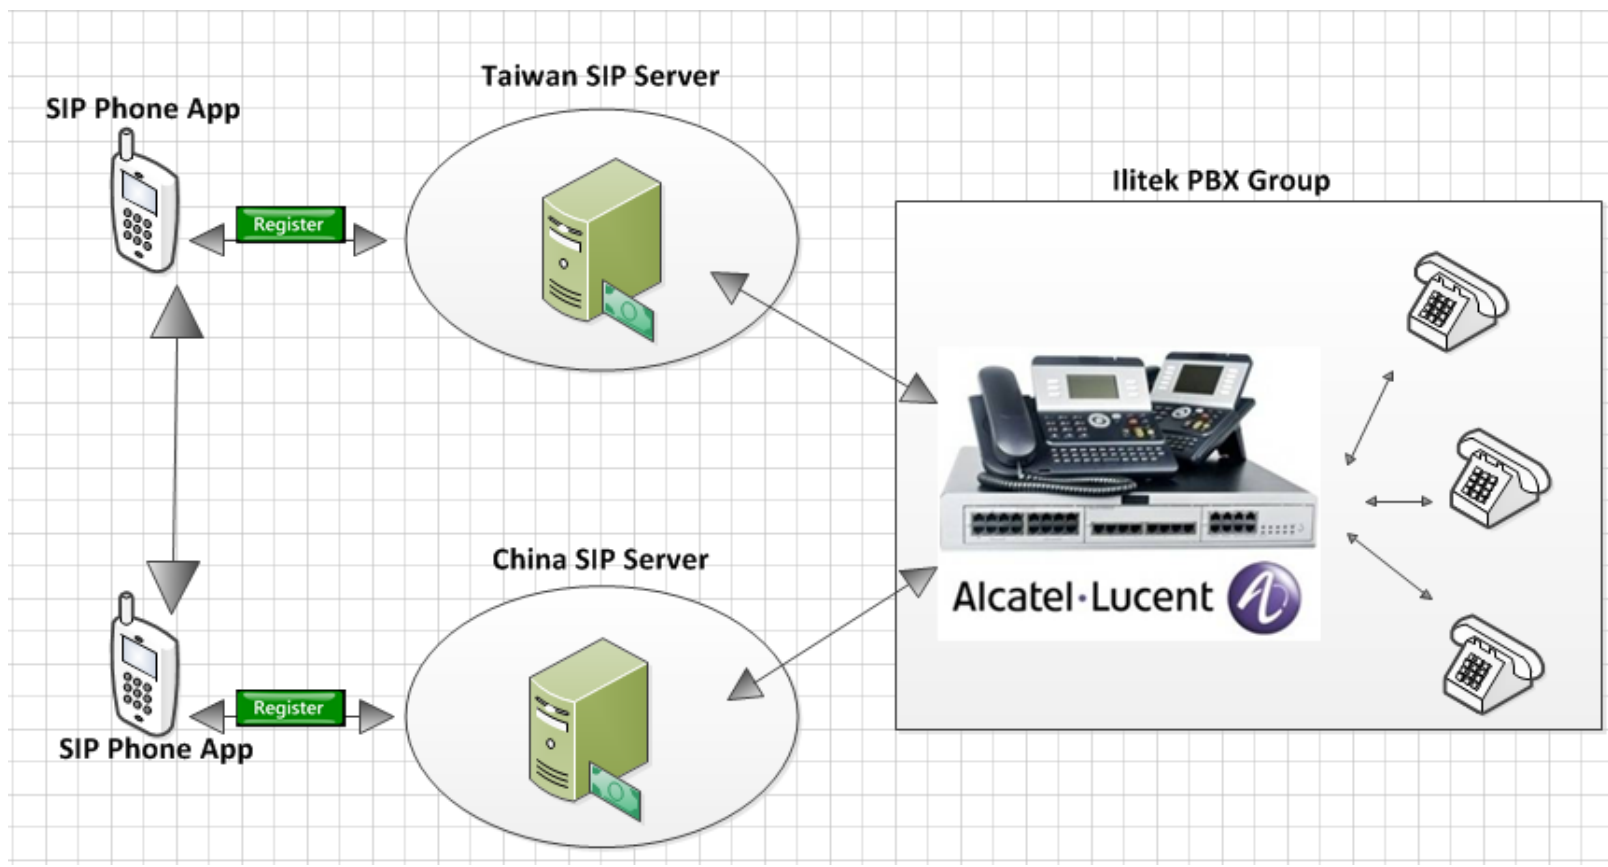 Taiwan SIP Server
SIP Phone App
Register
Ilitek PBX Group
Alcatel·Lucent
China SIP Server
Register
SIP Phone App